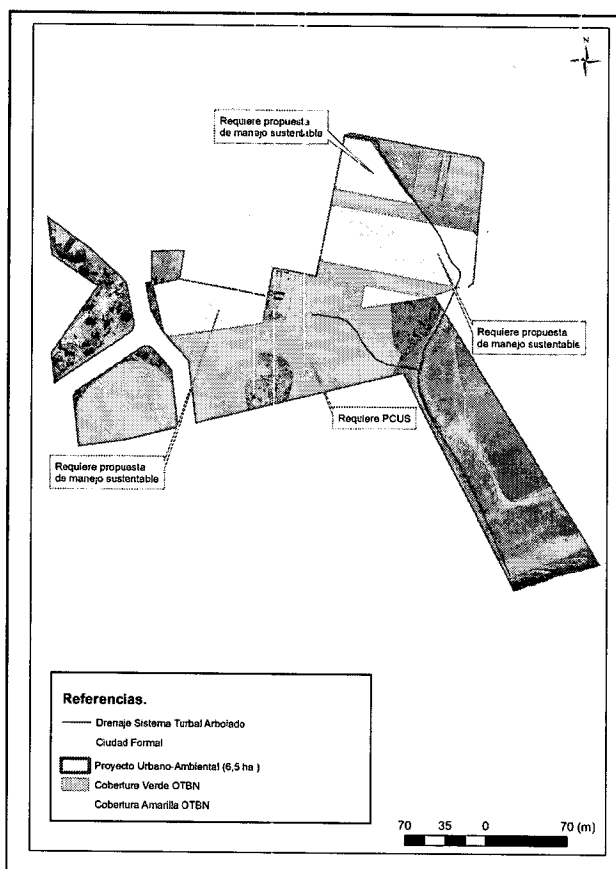 N
Requiere propuesta
de manejo sustentable
Requiere propuesta
de manejo sustentable
Requiere PCUS
Requiere propuesta
de manejo sustentable
Referencias.
Drenaje Sistema Turbal Arbolado
Ciudad Formal
Proyecto Urbano-Ambiental (6,5 ha )
Cobertura Verde OTBN
Cobertura Amarilla OTBN
70 35 0 70 (m)